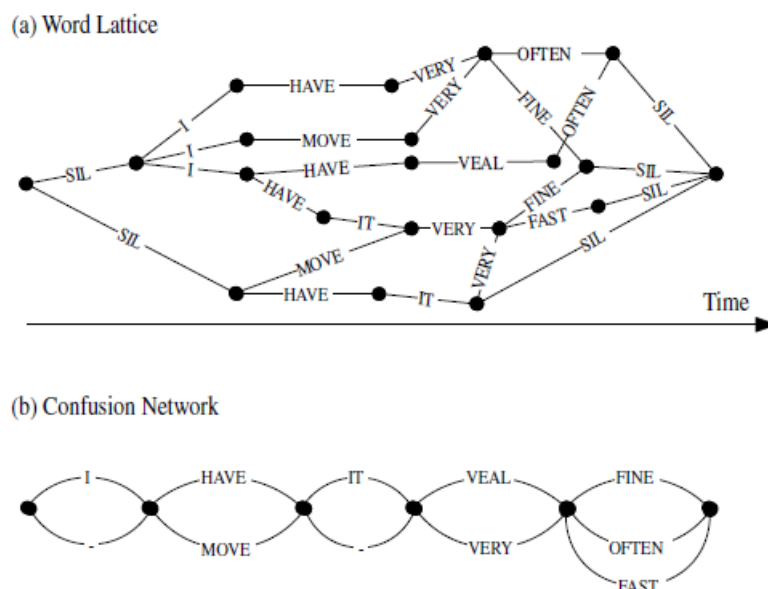 (a) Word Lattice
OFTEN
VERY
HAVE
VERY
FINE
OFTEN
SIL
I
I
MOVE
SIL
I
HAVE
VEAL
SIL
HAVE
FINE
SIL
IT
VERY
FAST
SIL
MOVE
VERY
SIL
HAVE
IT
Time
(b) Confusion Network
I HAVE IT VEAL FINE
- MOVE - VERY OFTEN
FAST